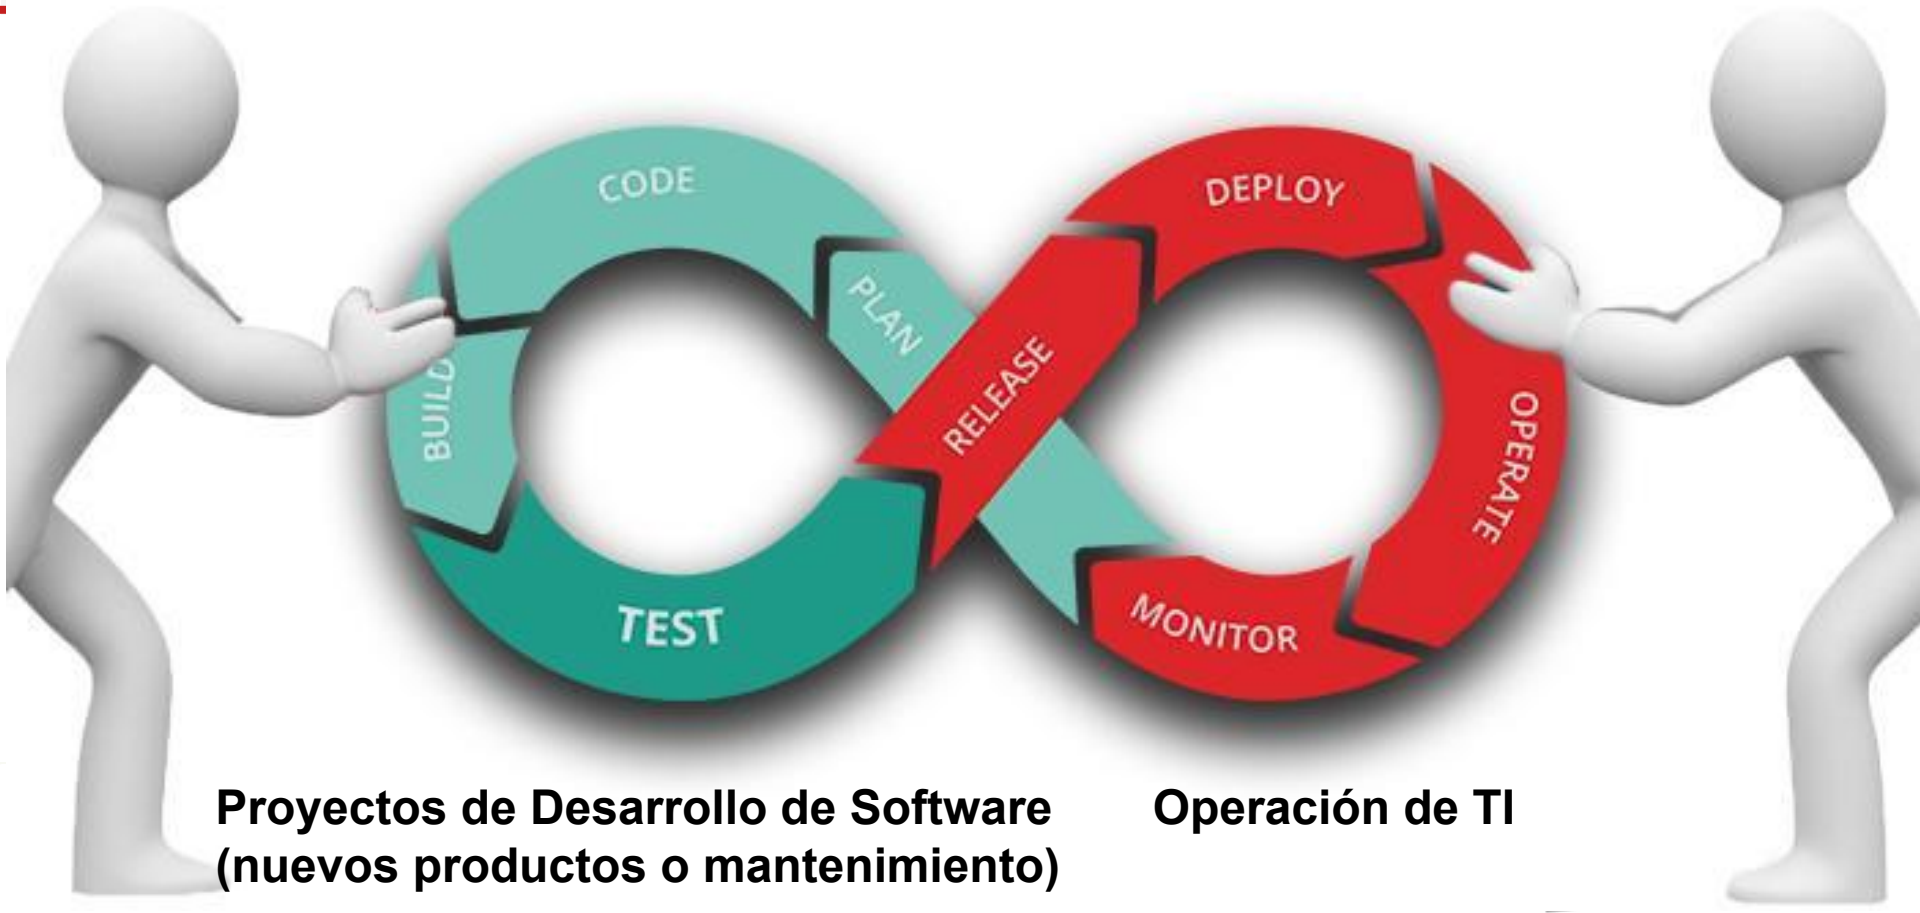 CODE
DEPLOY
PLAN
BUILD
RELEASE
OPERATE
TEST
MONITOR
Proyectos de Desarrollo de Software
(nuevos productos o mantenimiento)
Operación de TI